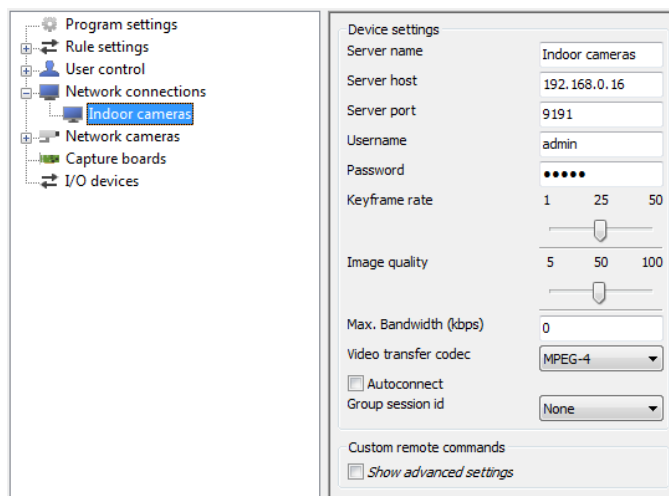 Program settings
Rule settings
User control
Network connections
Indoor cameras
Network cameras
Capture boards
I/O devices
Device settings
Server name Indoor cameras
Server host 192.168.0.16
Server port 9191
Username admin
Password •••••
Keyframe rate 1 25 50
Image quality 5 50 100
Max. Bandwidth (kbps) 0
Video transfer codec MPEG-4
Autoconnect
Group session id None
Custom remote commands
Show advanced settings